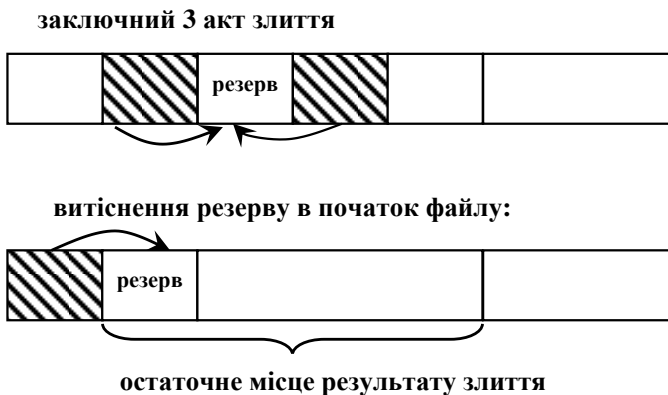 заключний 3 акт злиття
резерв
витіснення резерву в початок файлу:
резерв
остаточне місце результату злиття